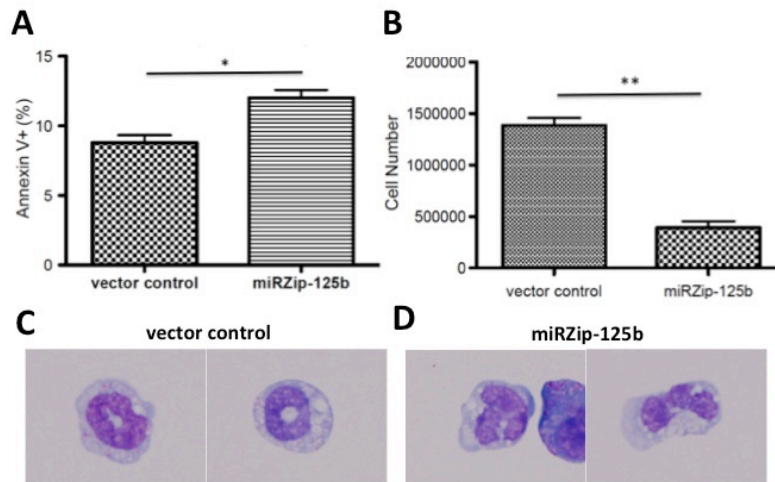 A
Annexin V+ (%)
15
10
5
0
*
vector control
miRZip-125b
B
Cell Number
2000000
1500000
1000000
500000
0
**
vector control
miRZip-125b
C
vector control
D
miRZip-125b